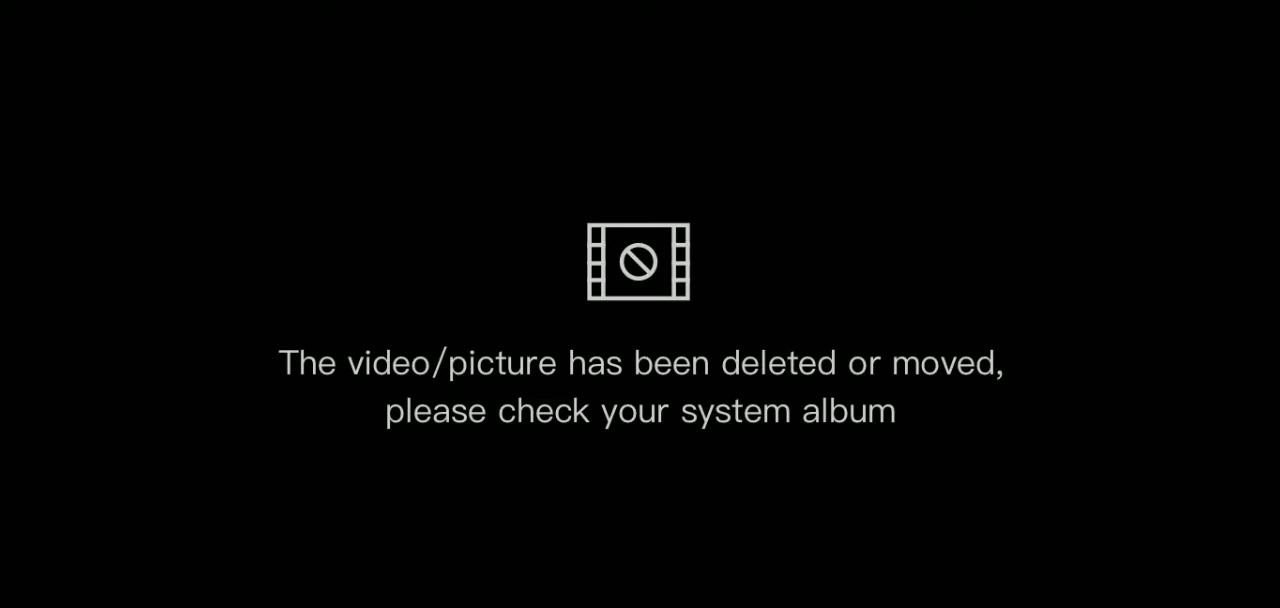 The video/picture has been deleted or moved,
please check your system album